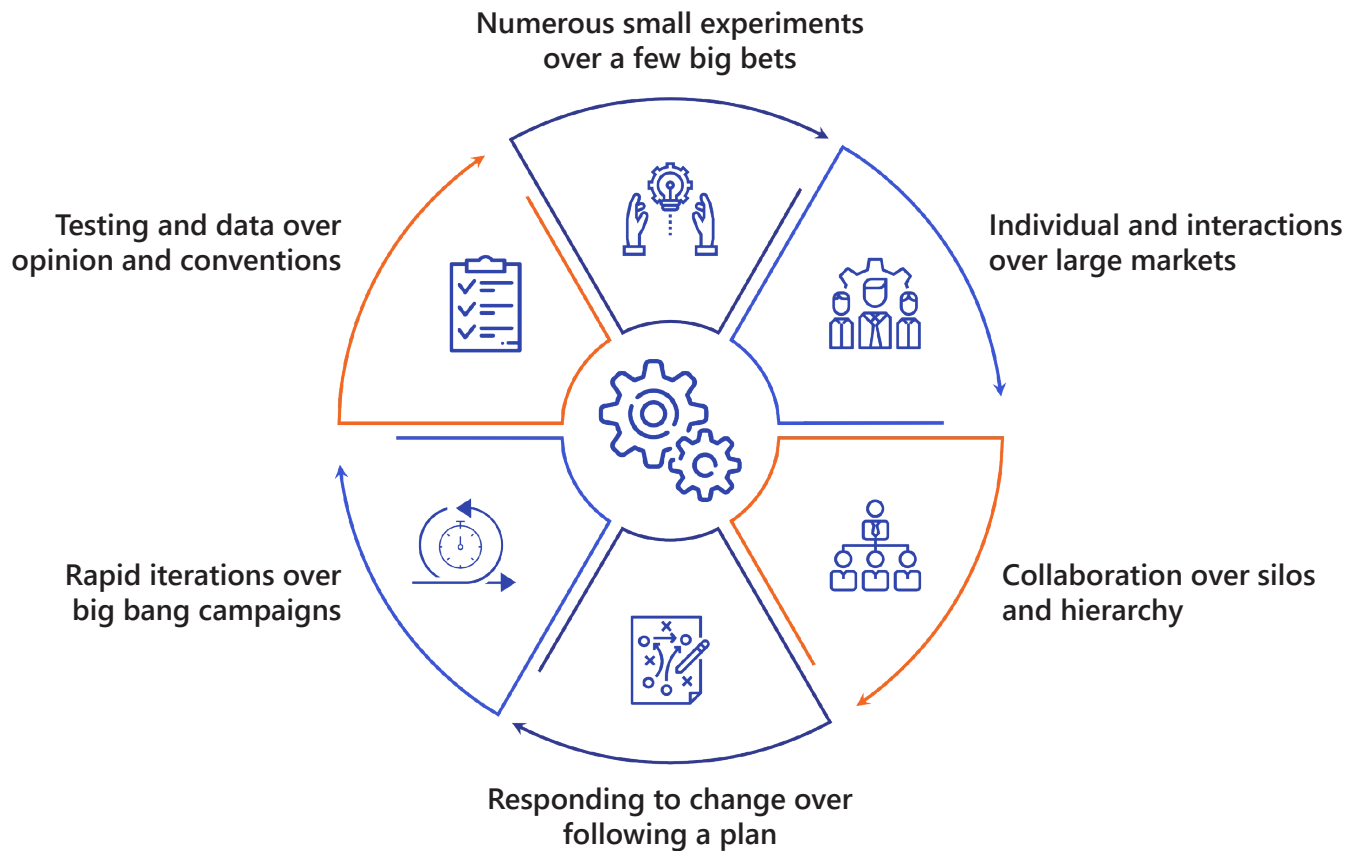 Numerous small experiments
over a few big bets
Individual and interactions
over large markets
Collaboration over silos
and hierarchy
Responding to change over
following a plan
Rapid iterations over
big bang campaigns
Testing and data over
opinion and conventions